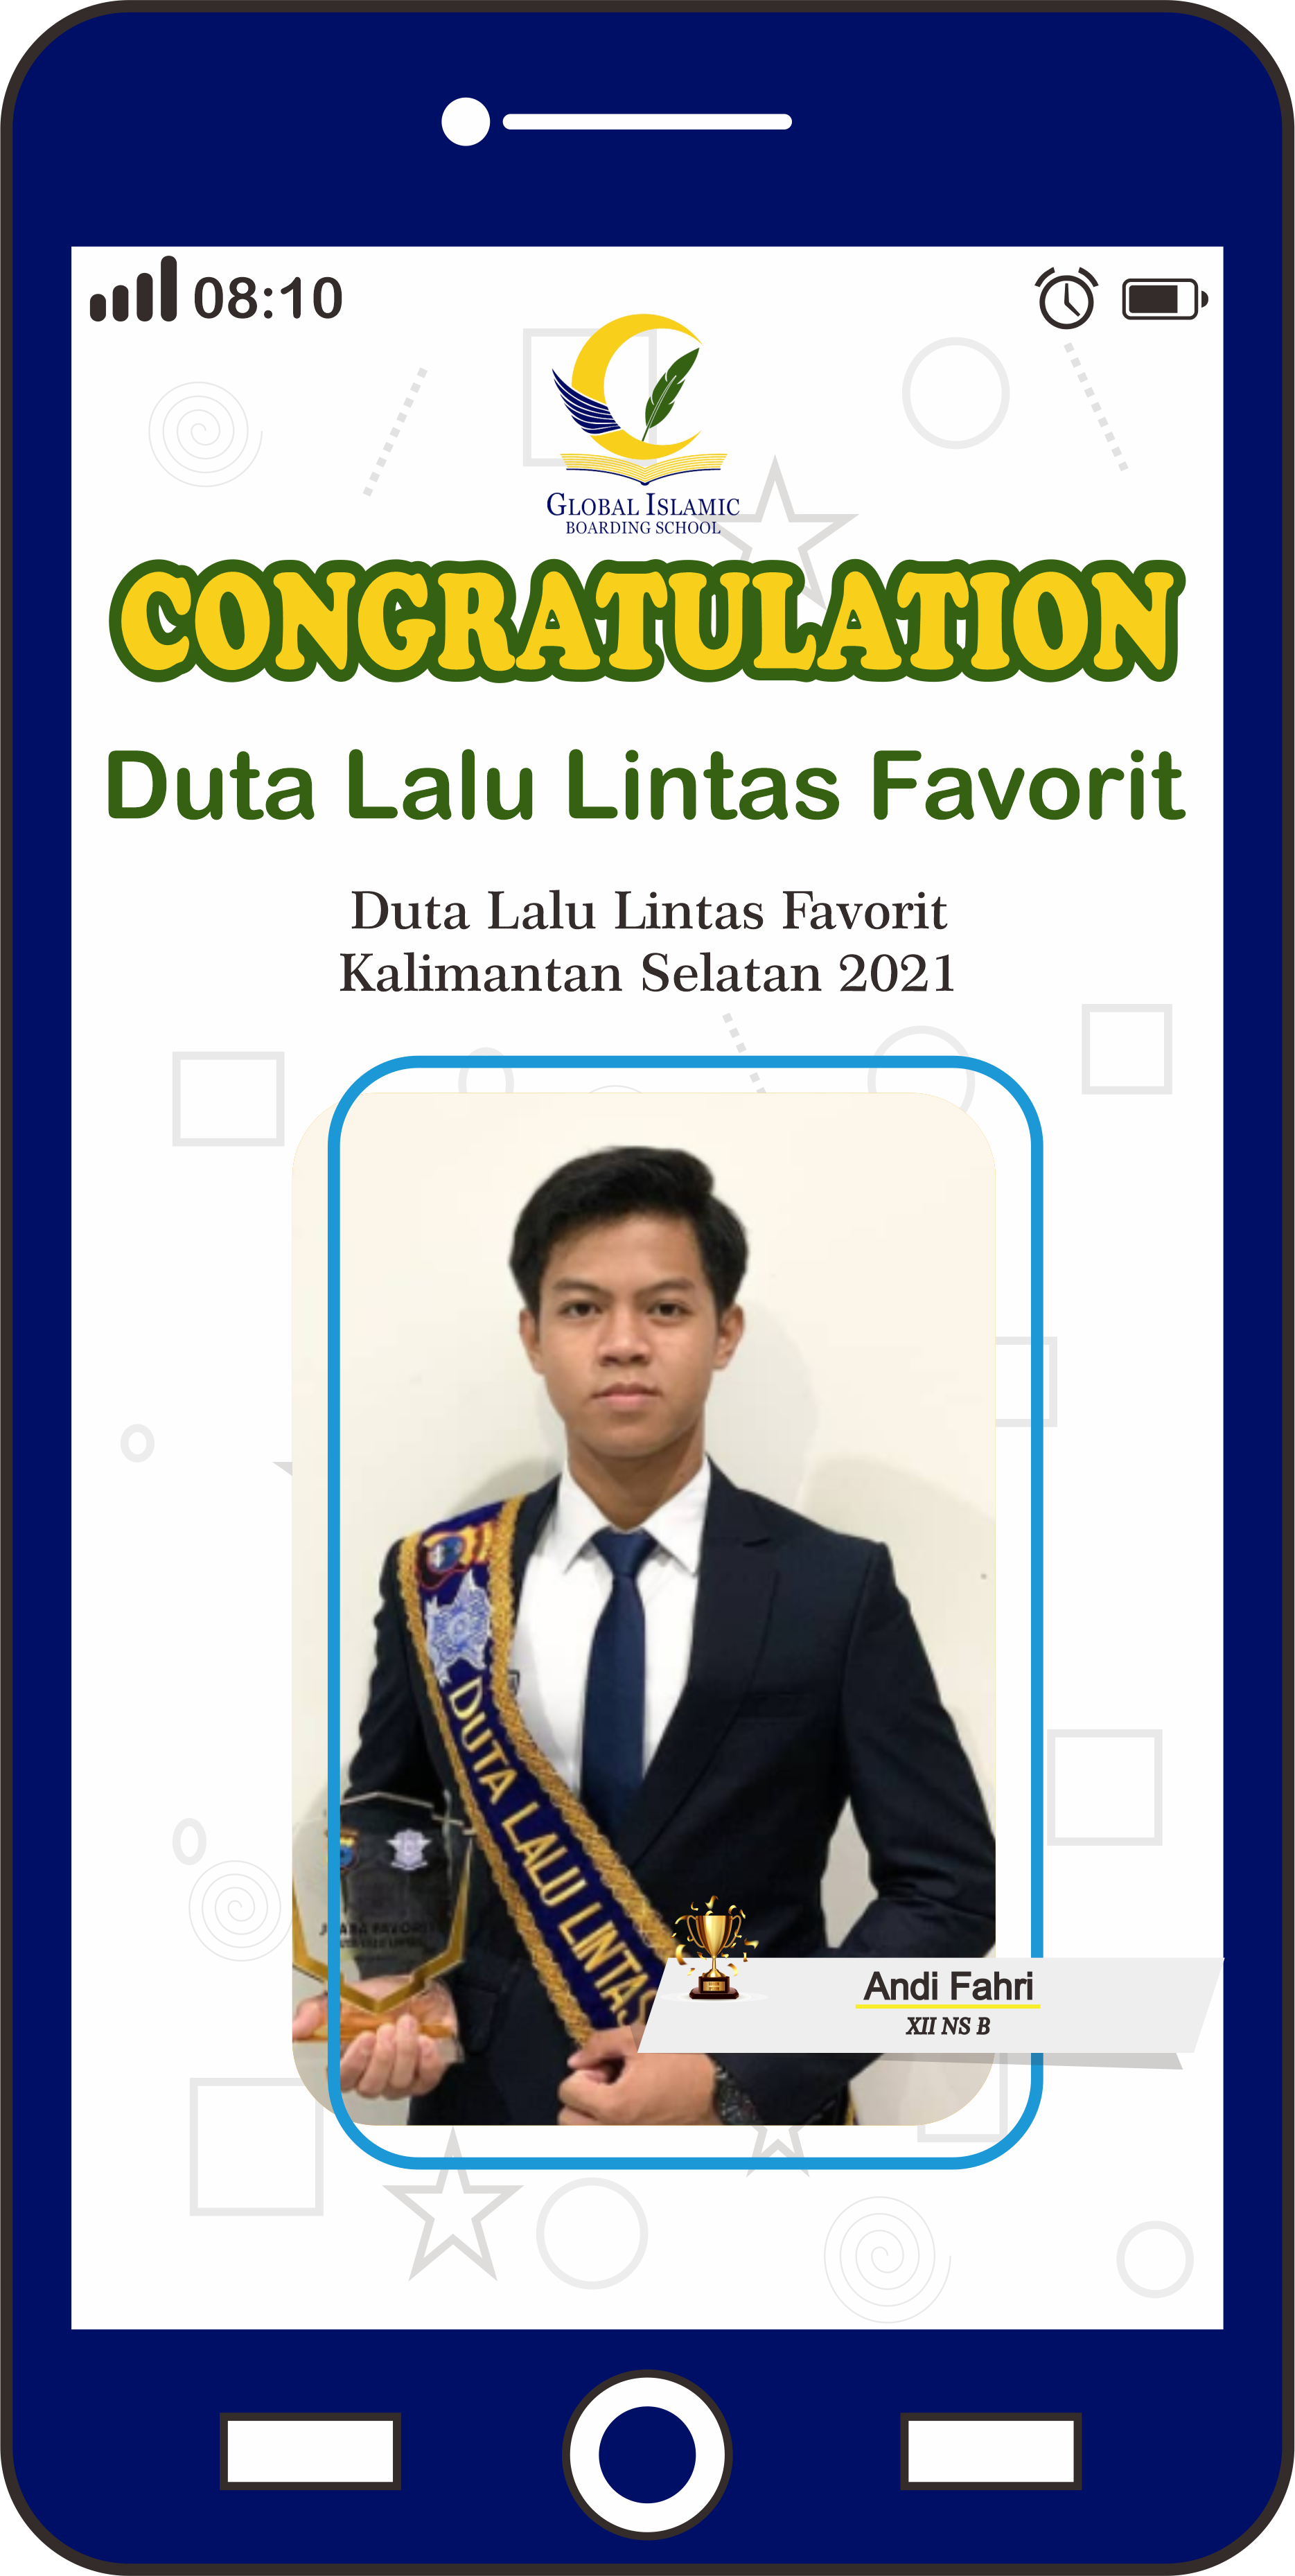 08:10
GLOBAL ISLAMIC
BOARDING SCHOOL
CONGRATULATION
Duta Lalu Lintas Favorit
Duta Lalu Lintas Favorit
Kalimantan Selatan 2021
DUTA LALU LINTAS
Andi Fahri
XII NS B